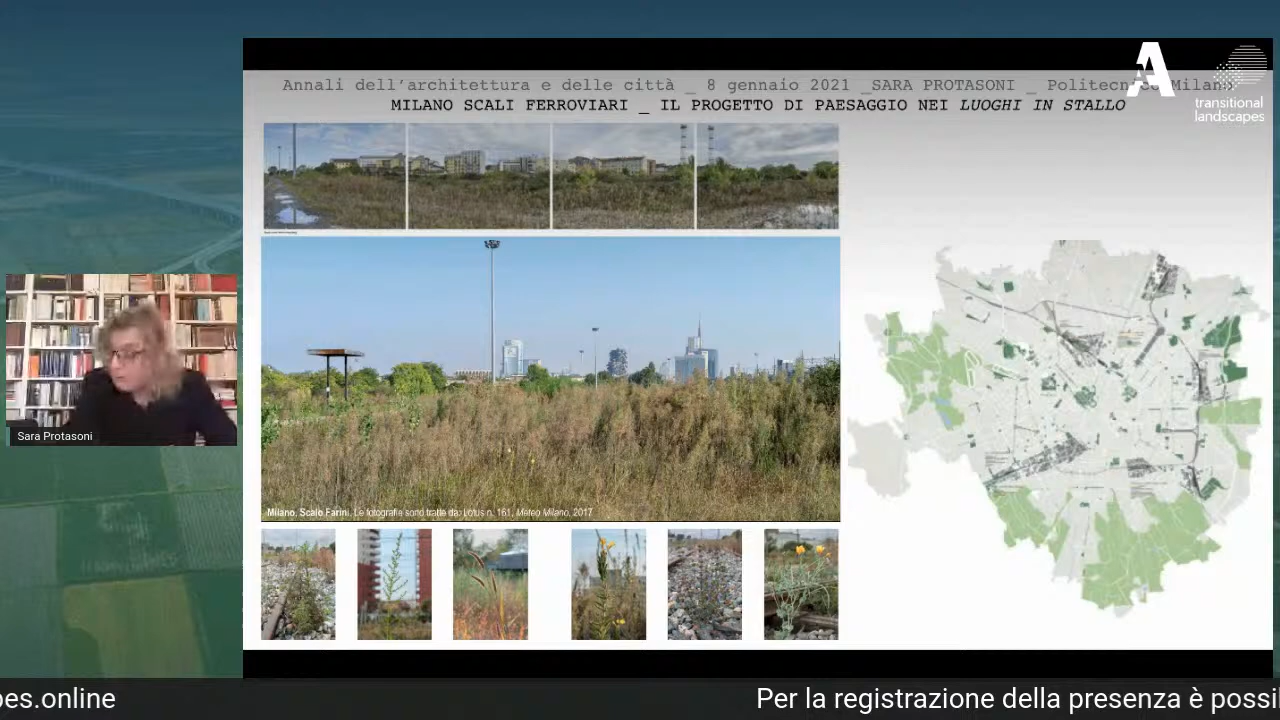 Annali dell'architettura e delle città _ 8 gennaio 2021 _SARA PROTASONI _ Politecnico Milano
MILANO SCALI FERROVIARI _ IL PROGETTO DI PAESAGGIO NEI LUOGHI IN STALLO
A
transitional
landscapes
Sara Protasoni
Milano, Scalo Farini. Le fotografie sono tratte da: Lotus n. 161, Meteo Milano, 2017
pes.online
Per la registrazione della presenza è possi